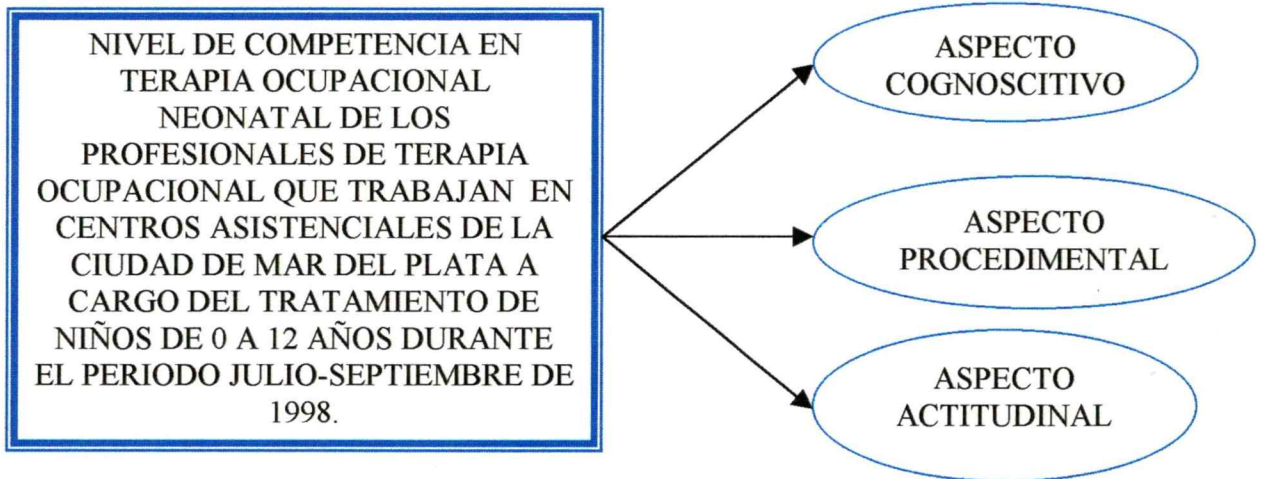 NIVEL DE COMPETENCIA EN
TERAPIA OCUPACIONAL
NEONATAL DE LOS
PROFESIONALES DE TERAPIA
OCUPACIONAL QUE TRABAJAN EN
CENTROS ASISTENCIALES DE LA
CIUDAD DE MAR DEL PLATA A
CARGO DEL TRATAMIENTO DE
NIÑOS DE 0 A 12 AÑOS DURANTE
EL PERIODO JULIO-SEPTIEMBRE DE
1998.
ASPECTO
COGNOSCITIVO
ASPECTO
PROCEDIMENTAL
ASPECTO
ACTITUDINAL